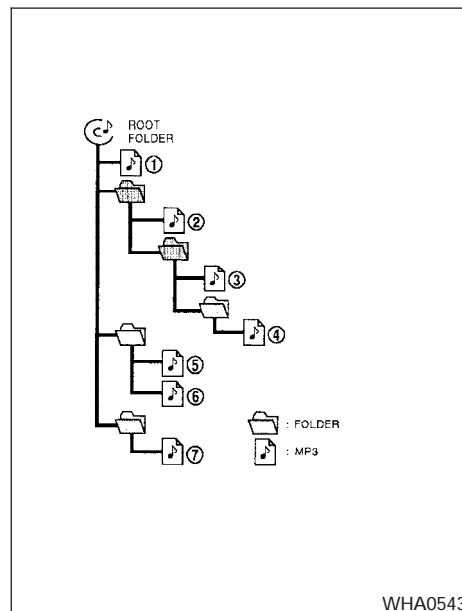 ROOT
FOLDER
①
②
③
④
⑤
⑥
⑦
: FOLDER
: MP3
WHA0543